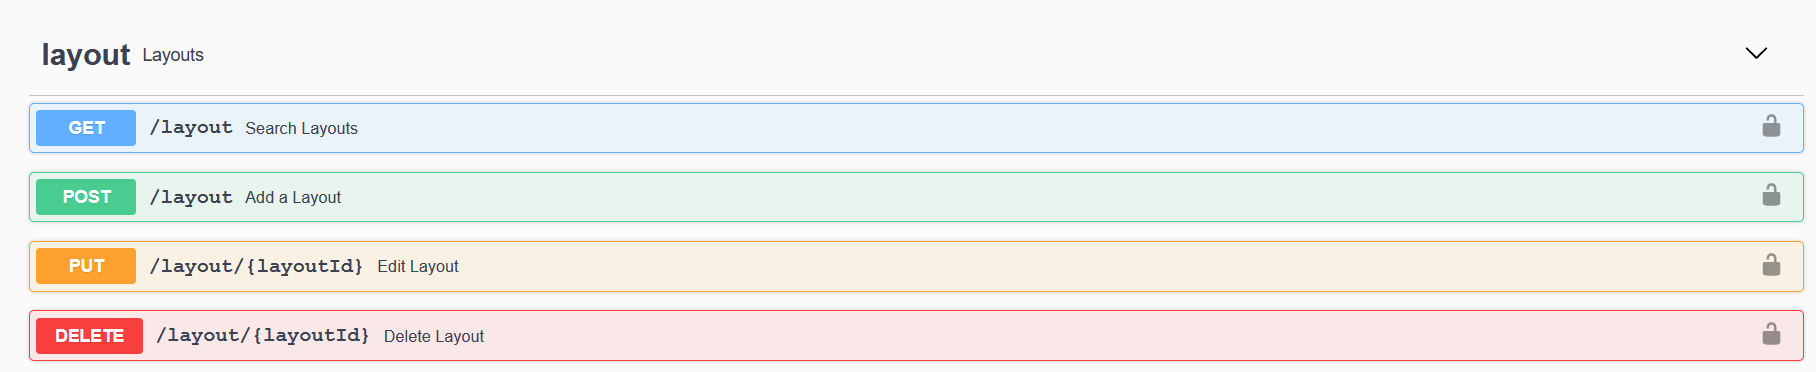 layout Layouts
GET /layout Search Layouts
POST /layout Add a Layout
PUT /layout/{layoutId} Edit Layout
DELETE /layout/{layoutId} Delete Layout